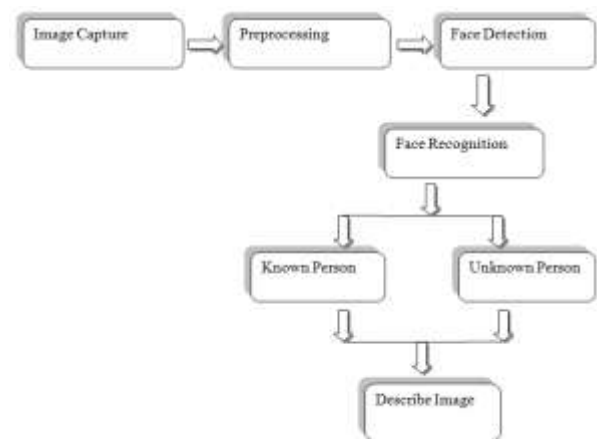 Image Capture
Preprocessing
Face Detection
Face Recognition
Known Person
Unknown Person
Describe Image